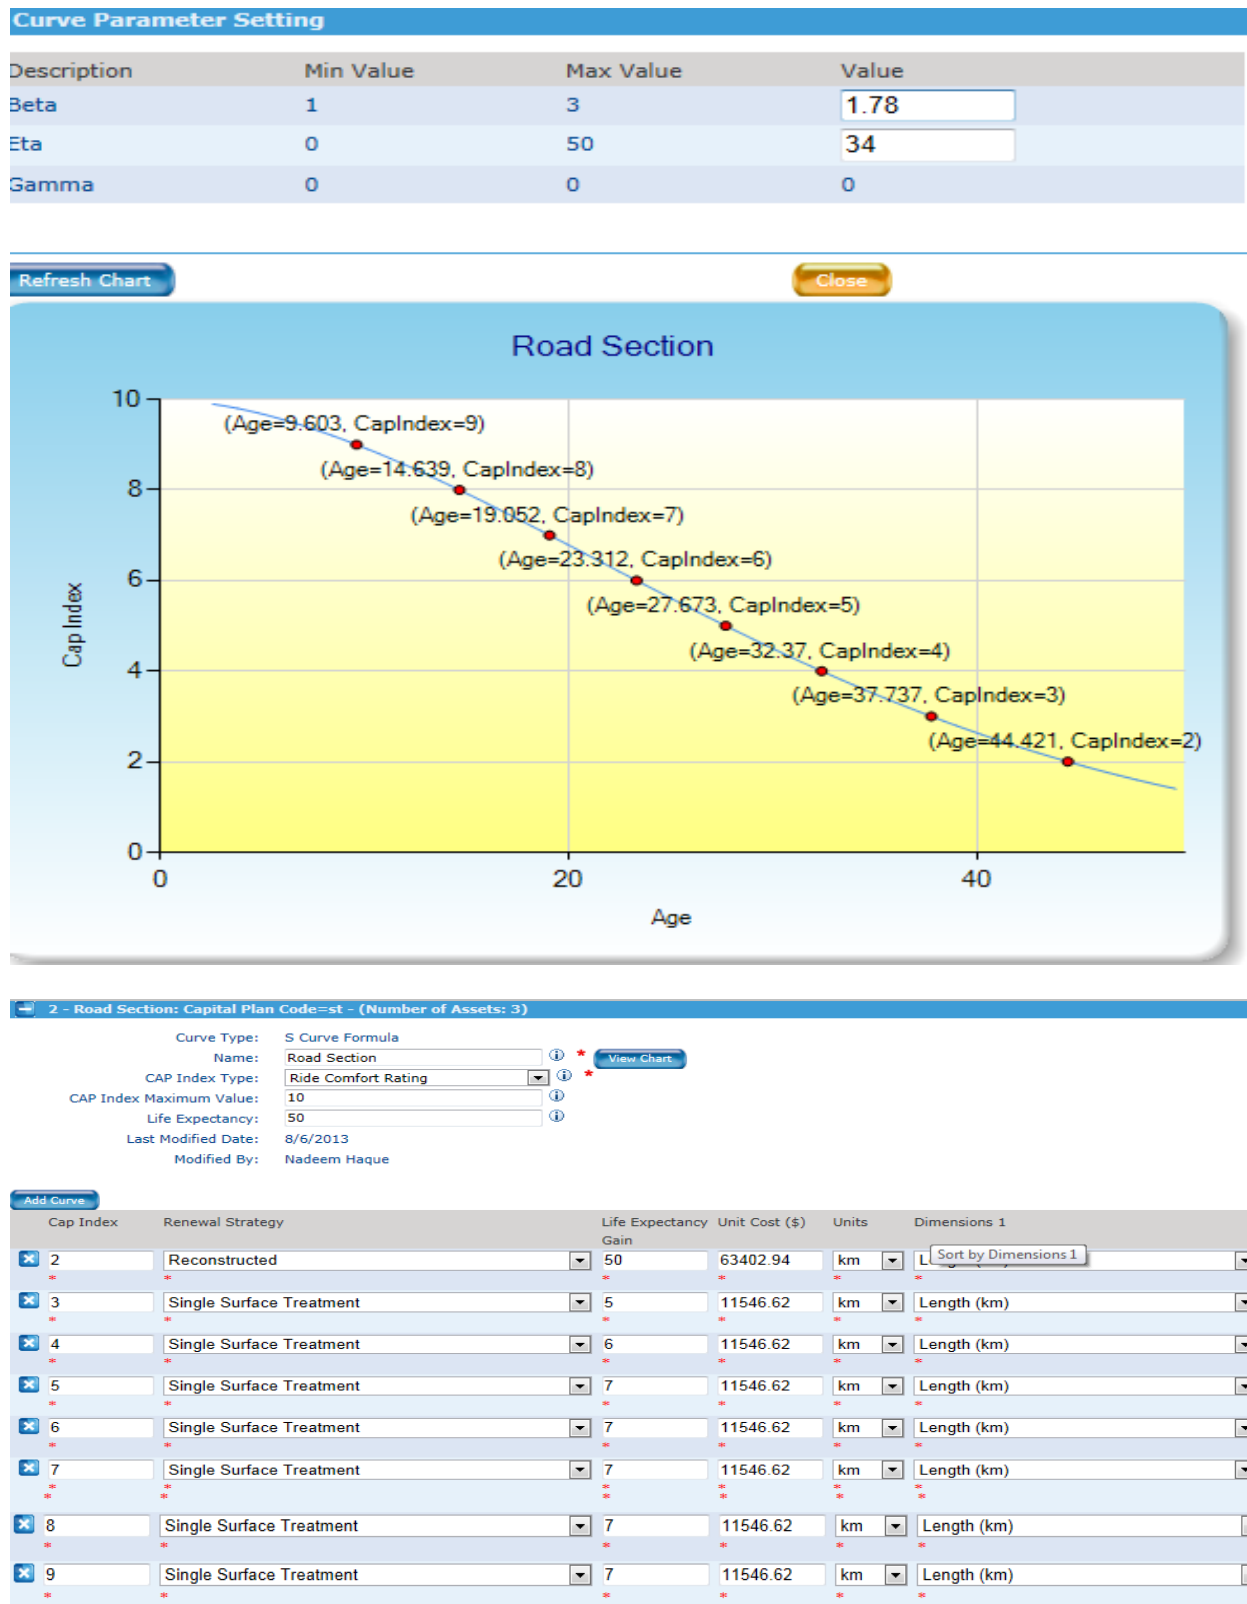 Curve Parameter Setting
Description Min Value Max Value Value
Beta 1 3 1.78
Eta 0 50 34
Gamma 0 0 0
Refresh Chart Close
Road Section
10
(Age=9.603, CapIndex=9)
(Age=14.639, CapIndex=8)
8
(Age=19.052, CapIndex=7)
(Age=23.312, CapIndex=6)
6
(Age=27.673, CapIndex=5)
Cap Index
(Age=32.37, CapIndex=4)
4
(Age=37.737, CapIndex=3)
(Age=44.421, CapIndex=2)
2
0
0 20 40
Age
2 - Road Section: Capital Plan Code=st - (Number of Assets: 3)
Curve Type: S Curve Formula
Name: Road Section * View Chart
CAP Index Type: Ride Comfort Rating *
CAP Index Maximum Value: 10
Life Expectancy: 50
Last Modified Date: 8/6/2013
Modified By: Nadeem Haque
Add Curve
Cap Index Renewal Strategy Life Expectancy Gain Unit Cost ($) Units Dimensions 1
Sort by Dimensions 1
2 Reconstructed 50 63402.94 km
* * * * * *
3 Single Surface Treatment 5 11546.62 km Length (km)
* * * * * *
4 Single Surface Treatment 6 11546.62 km Length (km)
* * * * * *
5 Single Surface Treatment 7 11546.62 km Length (km)
* * * * * *
6 Single Surface Treatment 7 11546.62 km Length (km)
* * * * * *
7 Single Surface Treatment 7 11546.62 km Length (km)
* * * * *
* * * * * *
8 Single Surface Treatment 7 11546.62 km Length (km)
* * * * * *
9 Single Surface Treatment 7 11546.62 km Length (km)
* * * * * *